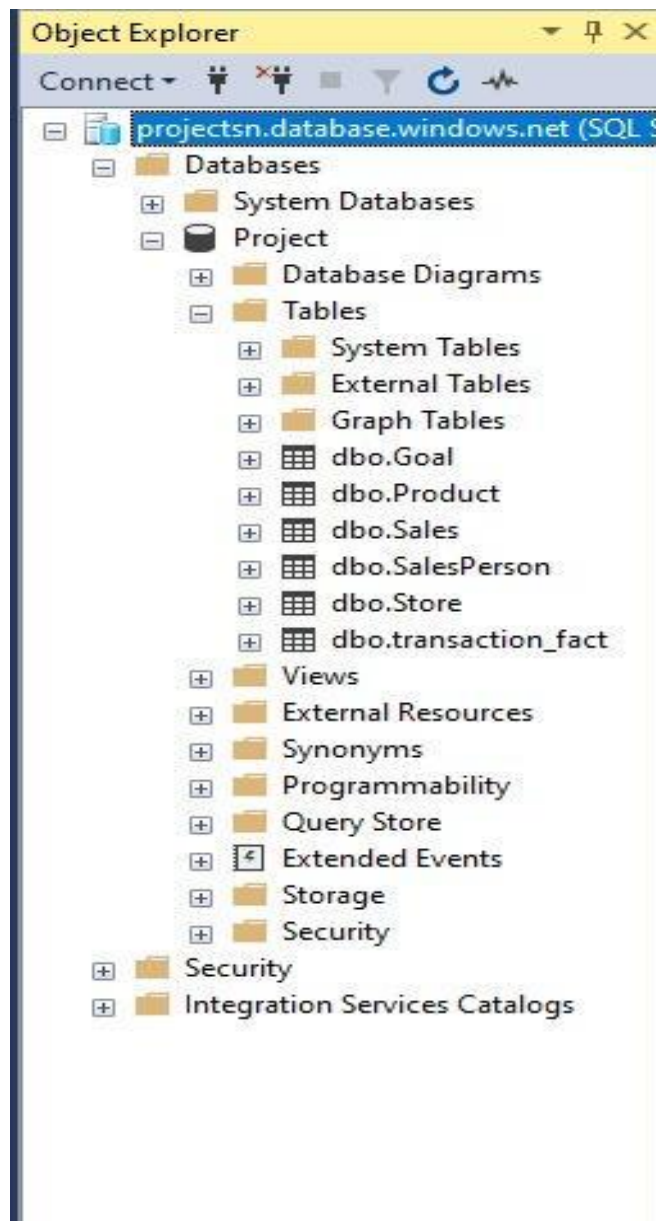 Object Explorer
Connect
projectsn.database.windows.net (SQL S
Databases
System Databases
Project
Database Diagrams
Tables
System Tables
External Tables
Graph Tables
dbo.Goal
dbo.Product
dbo.Sales
dbo.SalesPerson
dbo.Store
dbo.transaction_fact
Views
External Resources
Synonyms
Programmability
Query Store
Extended Events
Storage
Security
Security
Integration Services Catalogs